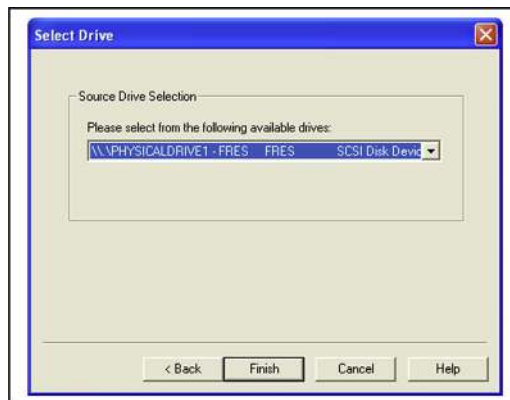 Select Drive
Source Drive Selection
Please select from the following available drives:
\\.\PHYSICALDRIVE1 - FRES FRES SCSI Disk Devic
< Back Finish Cancel Help